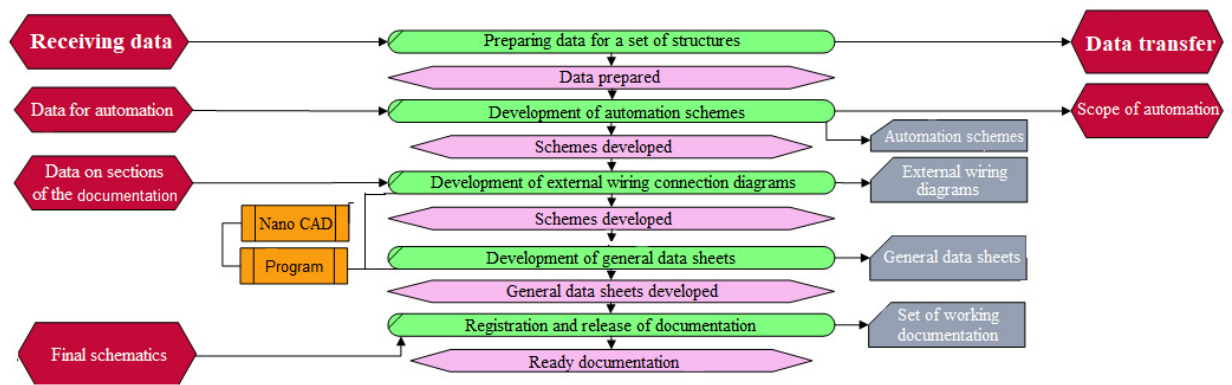 Receiving data
Preparing data for a set of structures
Data transfer
Data prepared
Data for automation
Development of automation schemes
Scope of automation
Automation schemes
Schemes developed
Data on sections
of the documentation
Development of external wiring connection diagrams
External wiring
diagrams
Nano CAD
Schemes developed
Program
Development of general data sheets
General data sheets
General data sheets developed
Registration and release of documentation
Set of working
documentation
Final schematics
Ready documentation